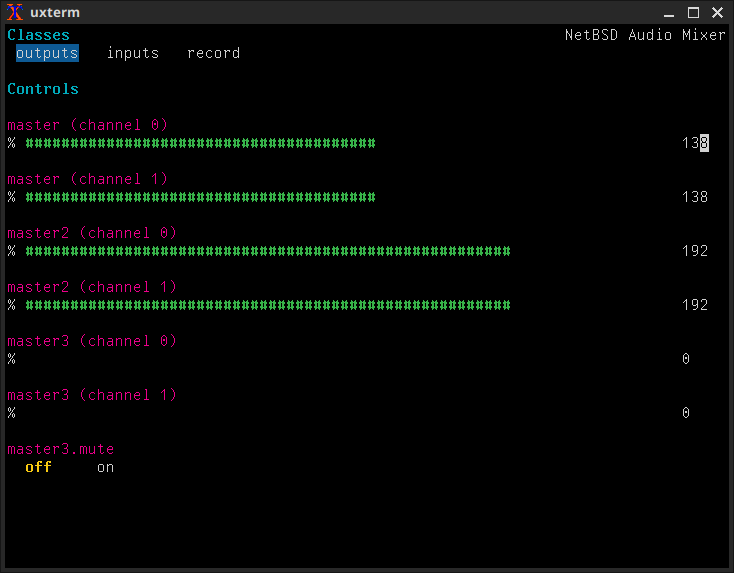 uxterm
Classes NetBSD Audio Mixer
outputs inputs record
Controls
master (channel 0)
% ####################################### 138
master (channel 1)
% ####################################### 138
master2 (channel 0)
% ###################################################### 192
master2 (channel 1)
% ###################################################### 192
master3 (channel 0)
% 0
master3 (channel 1)
% 0
master3.mute
off on